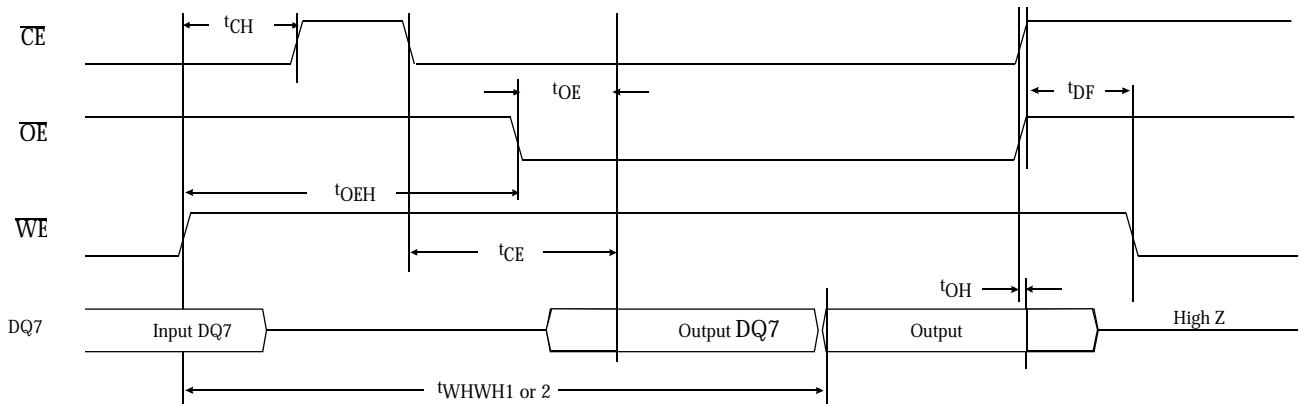 CE
tCH
tOE
tDF
OE
tOEH
WE
tCE
tOH
DQ7
Input DQ7
Output DQ7
Output
High Z
tWHWH1 or 2